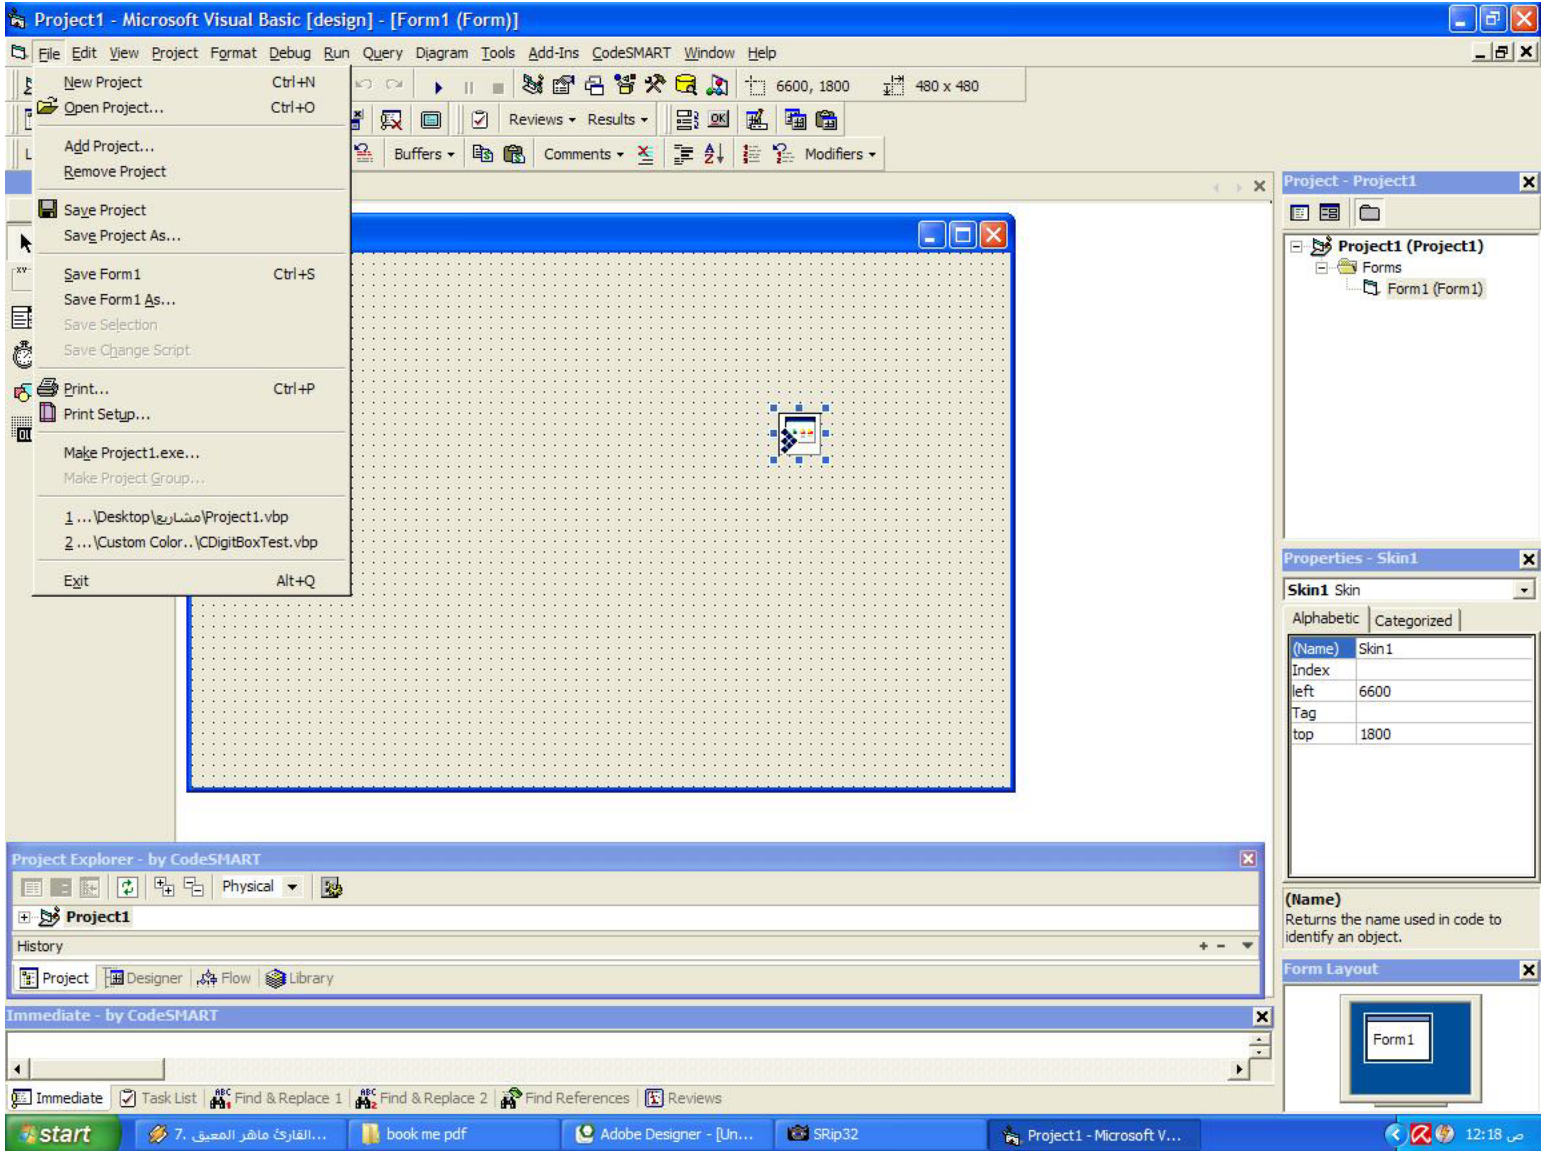 Project1 - Microsoft Visual Basic [design] - [Form1 (Form)]
File Edit View Project Format Debug Run Query Diagram Tools Add-Ins CodeSMART Window Help
6600, 1800 480 x 480
Reviews Results OK
Buffers Comments Modifiers
New Project Ctrl+N
Open Project... Ctrl+O
Add Project...
Remove Project
Save Project
Save Project As...
Save Form1 Ctrl+S
Save Form1 As...
Save Selection
Save Change Script
Print... Ctrl+P
Print Setup...
Make Project1.exe...
Make Project Group...
1 ...\Desktop\مشاريع\Project1.vbp
2 ...\Custom Color..\CDigitBoxTest.vbp
Exit Alt+Q
Project - Project1
Project1 (Project1)
Forms
Form1 (Form1)
Properties - Skin1
Skin1 Skin
Alphabetic Categorized
(Name) Skin1
Index
left 6600
Tag
top 1800
(Name)
Returns the name used in code to
identify an object.
Form Layout
Form1
Project Explorer - by CodeSMART
Physical
Project1
History
Project Designer Flow Library
Immediate - by CodeSMART
Immediate Task List Find & Replace 1 Find & Replace 2 Find References Reviews
start 7. القارئ ماهر المعيق... book me pdf Adobe Designer - [Un... SRip32 Project1 - Microsoft V... 12:18 ص